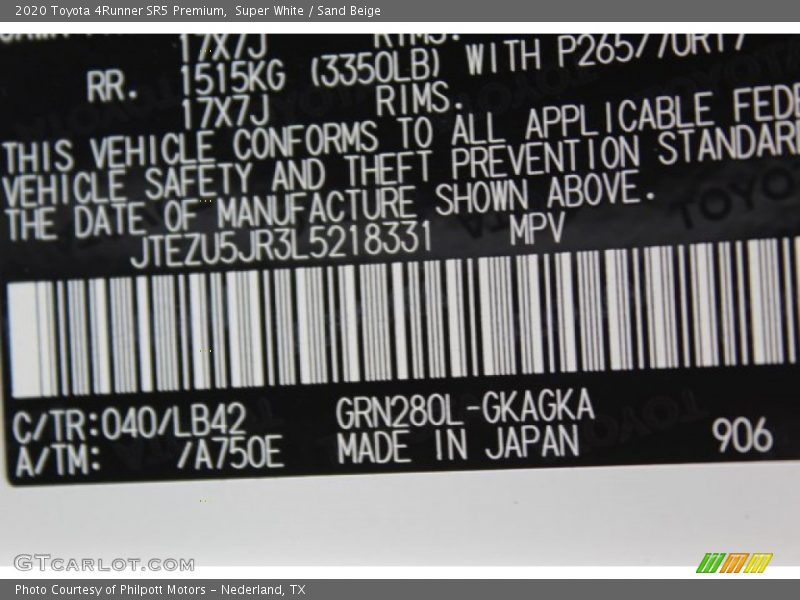 2020 Toyota 4Runner SR5 Premium, Super White / Sand Beige
17X7J RIMS.
RR. 1515KG (3350LB) WITH P265/70R17
17X7J RIMS.
THIS VEHICLE CONFORMS TO ALL APPLICABLE FEDE
VEHICLE SAFETY AND THEFT PREVENTION STANDAR
THE DATE OF MANUFACTURE SHOWN ABOVE.
JTEZU5JR3L5218331 MPV
C/TR:040/LB42 GRN280L-GKAGKA
A/TM: /A750E MADE IN JAPAN 906
GTCARLOT.COM
Photo Courtesy of Philpott Motors - Nederland, TX